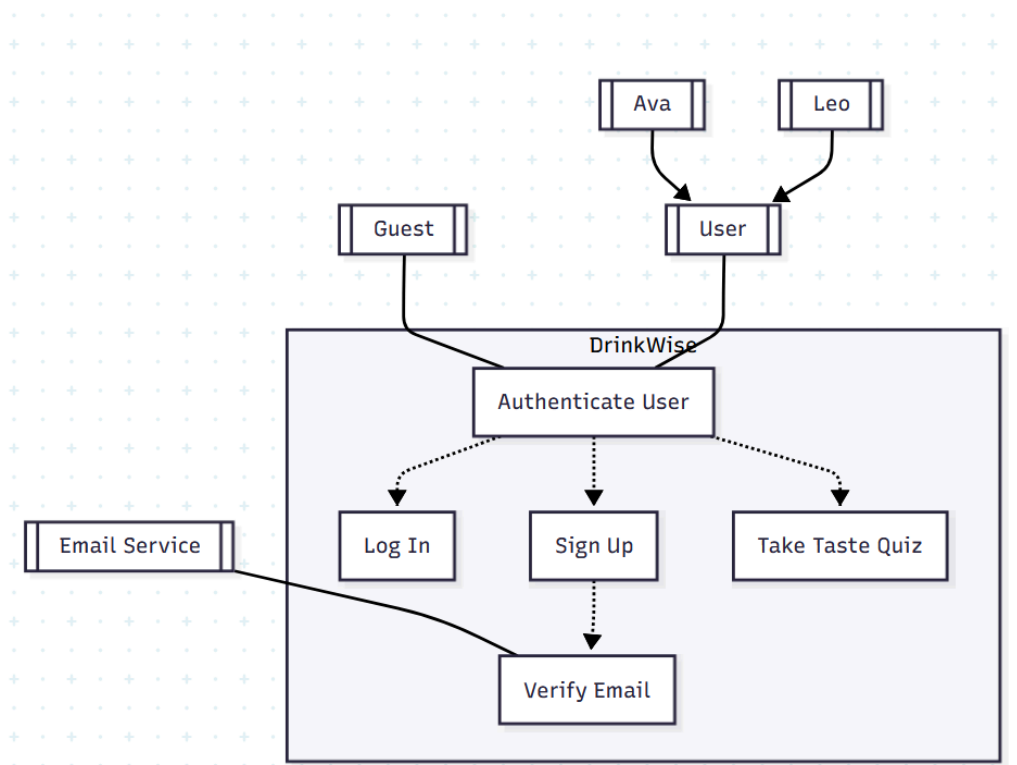 Ava
Leo
Guest
User
DrinkWise
Authenticate User
Email Service
Log In
Sign Up
Take Taste Quiz
Verify Email